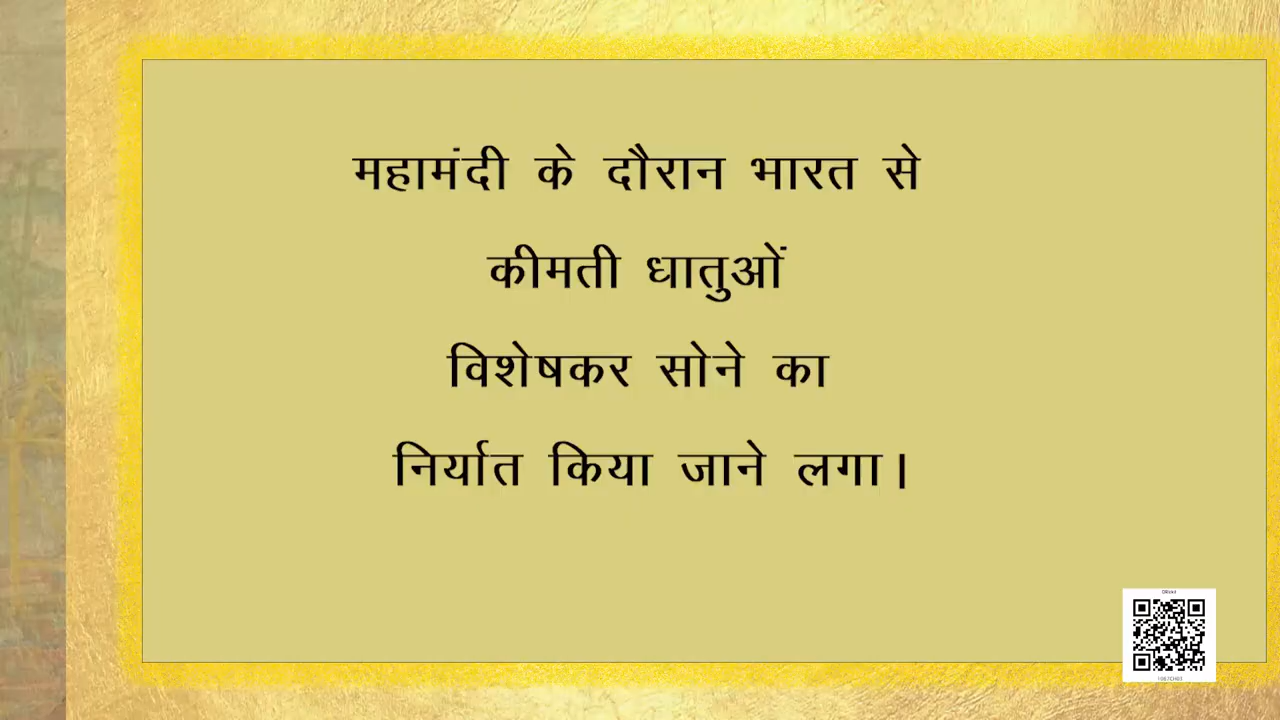 महामंदी के दौरान भारत से
कीमती धातुओं
विशेषकर सोने का
निर्यात किया जाने लगा।